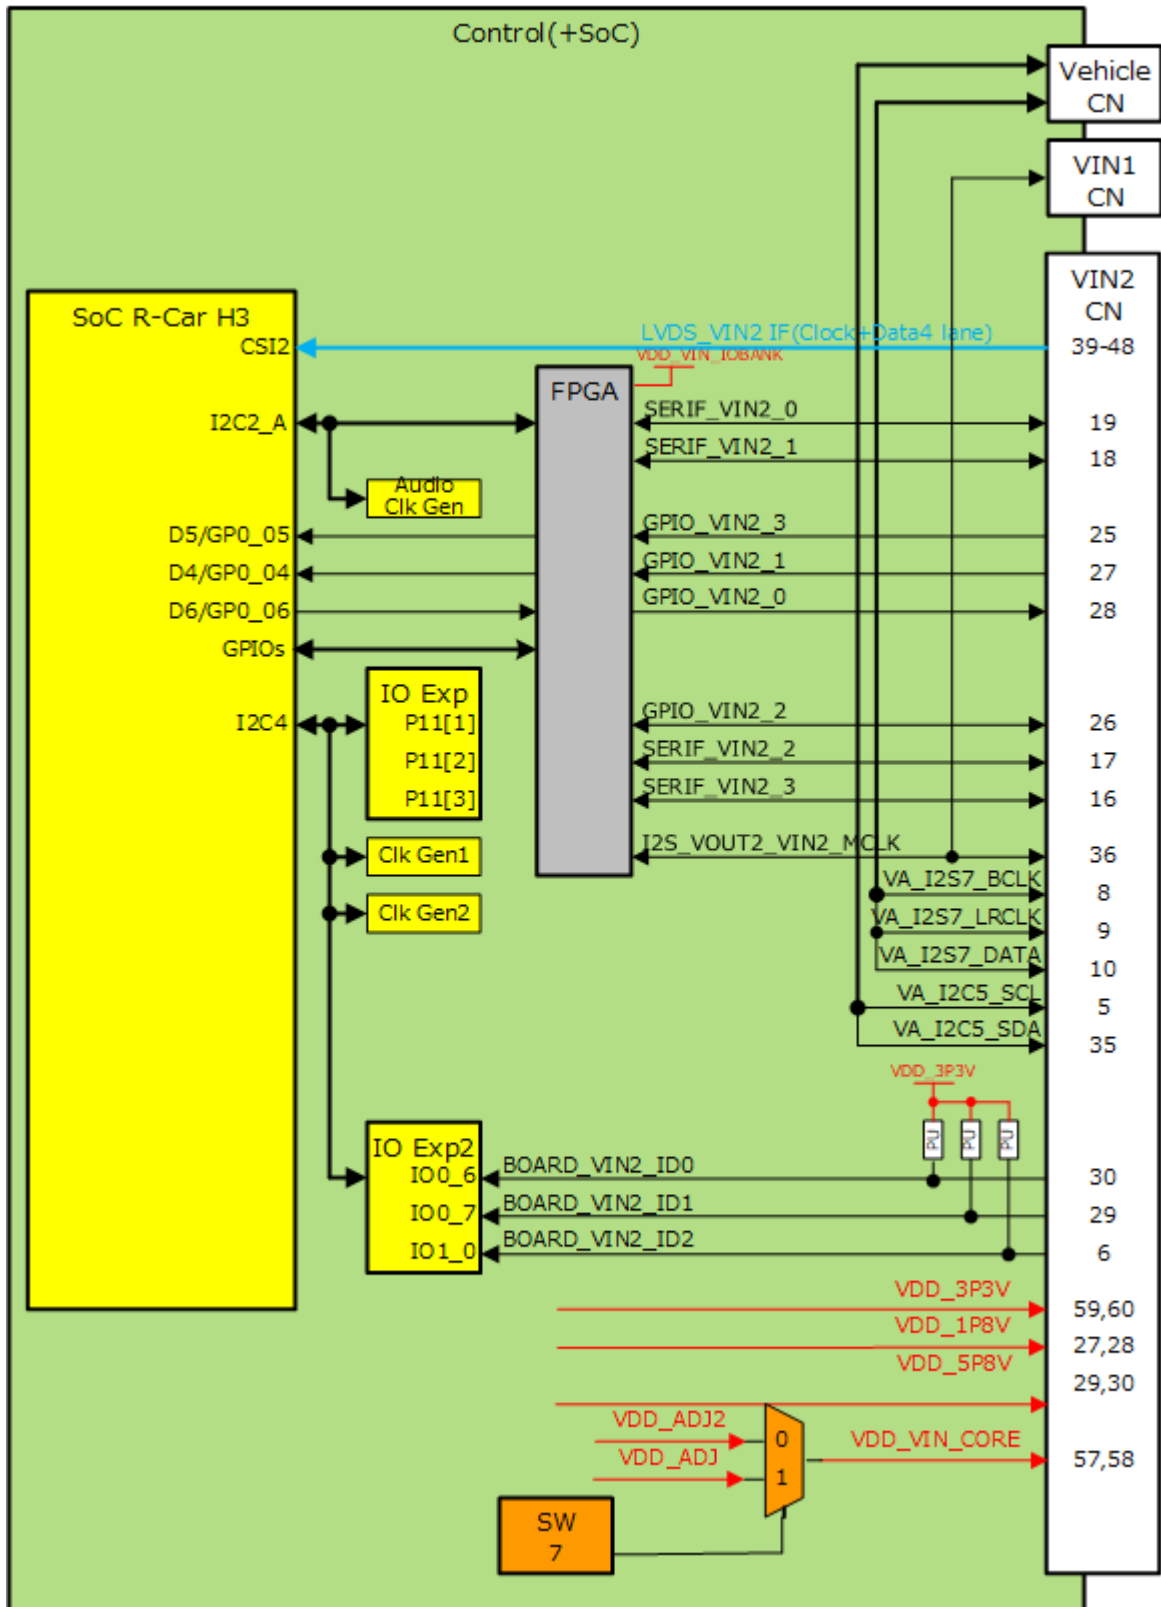 Control(+SoC)
Vehicle
CN
VIN1
CN
VIN2
CN
SoC R-Car H3
CSI2
LVDS_VIN2 IF(Clock+Data4 lane)
39-48
VDD_VIN_IOBANK
FPGA
I2C2_A
SERIF_VIN2_0
19
SERIF_VIN2_1
18
Audio
Clk Gen
D5/GP0_05
GPIO_VIN2_3
25
D4/GP0_04
GPIO_VIN2_1
27
D6/GP0_06
GPIO_VIN2_0
28
GPIOs
IO Exp
I2C4
P11[1]
GPIO_VIN2_2
26
P11[2]
SERIF_VIN2_2
17
P11[3]
SERIF_VIN2_3
16
Clk Gen1
I2S_VOUT2_VIN2_MCLK
36
VA_I2S7_BCLK
8
Clk Gen2
VA_I2S7_LRCLK
9
VA_I2S7_DATA
10
VA_I2C5_SCL
5
VA_I2C5_SDA
35
VDD_3P3V
PU
PU
PU
IO Exp2
IO0_6
BOARD_VIN2_ID0
30
IO0_7
BOARD_VIN2_ID1
29
IO1_0
BOARD_VIN2_ID2
6
VDD_3P3V
59,60
VDD_1P8V
27,28
VDD_5P8V
29,30
VDD_ADJ2
0
VDD_VIN_CORE
57,58
VDD_ADJ
1
SW
7